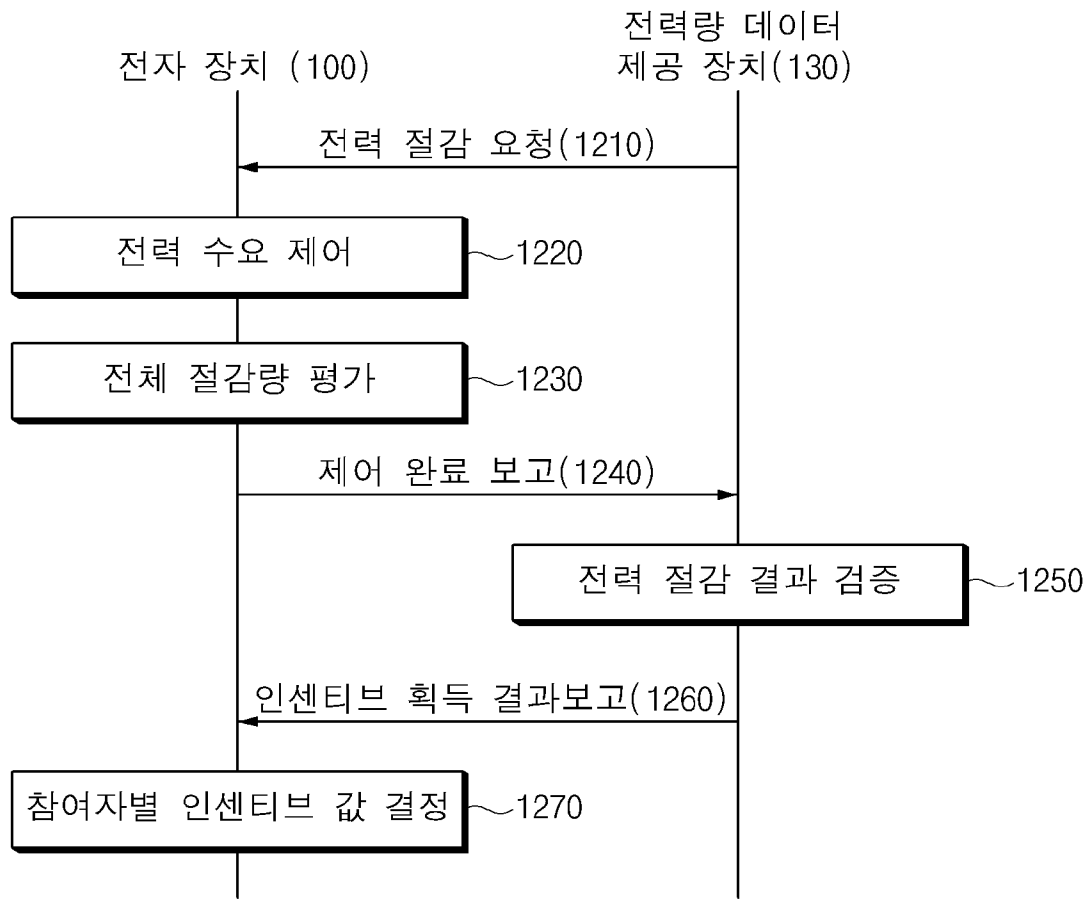 전자 장치 (100)
전력량 데이터
제공 장치(130)
전력 절감 요청(1210)
전력 수요 제어
1220
전체 절감량 평가
1230
제어 완료 보고(1240)
전력 절감 결과 검증
1250
인센티브 획득 결과보고(1260)
참여자별 인센티브 값 결정
1270